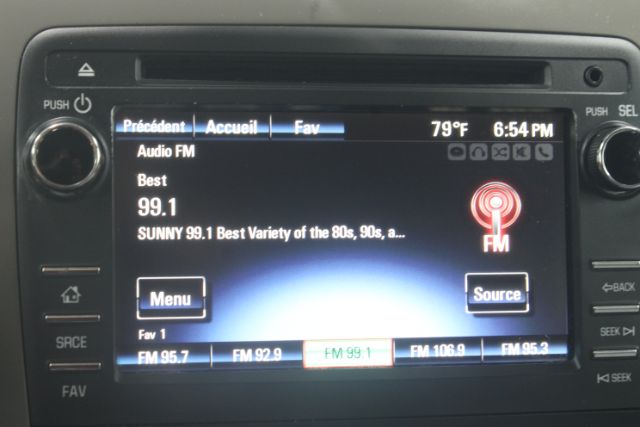 PUSH
PUSH SEL
Précédent Accueil Fav 79°F 6:54 PM
Audio FM
Best
99.1
SUNNY 99.1 Best Variety of the 80s, 90s, a...
FM
Menu
Source
BACK
Fav 1
SRCE
SEEK
FM 95.7 FM 92.9 FM 99.1 FM 106.9 FM 95.3
FAV
SEEK